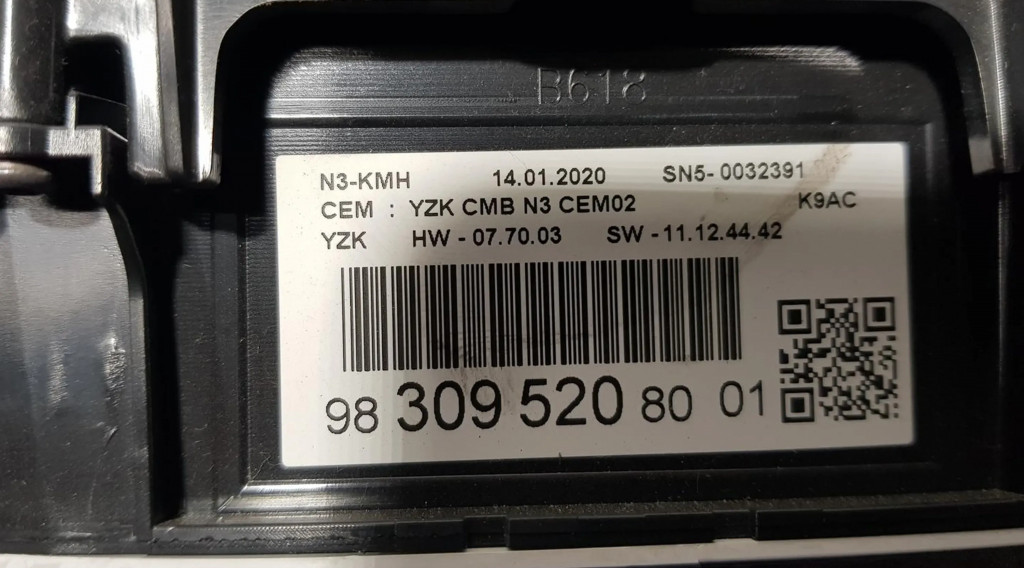 B618
N3-KMH 14.01.2020 SN5- 0032391
CEM : YZK CMB N3 CEM02 K9AC
YZK HW - 07.70.03 SW -11.12.44.42
98 309 520 80 01